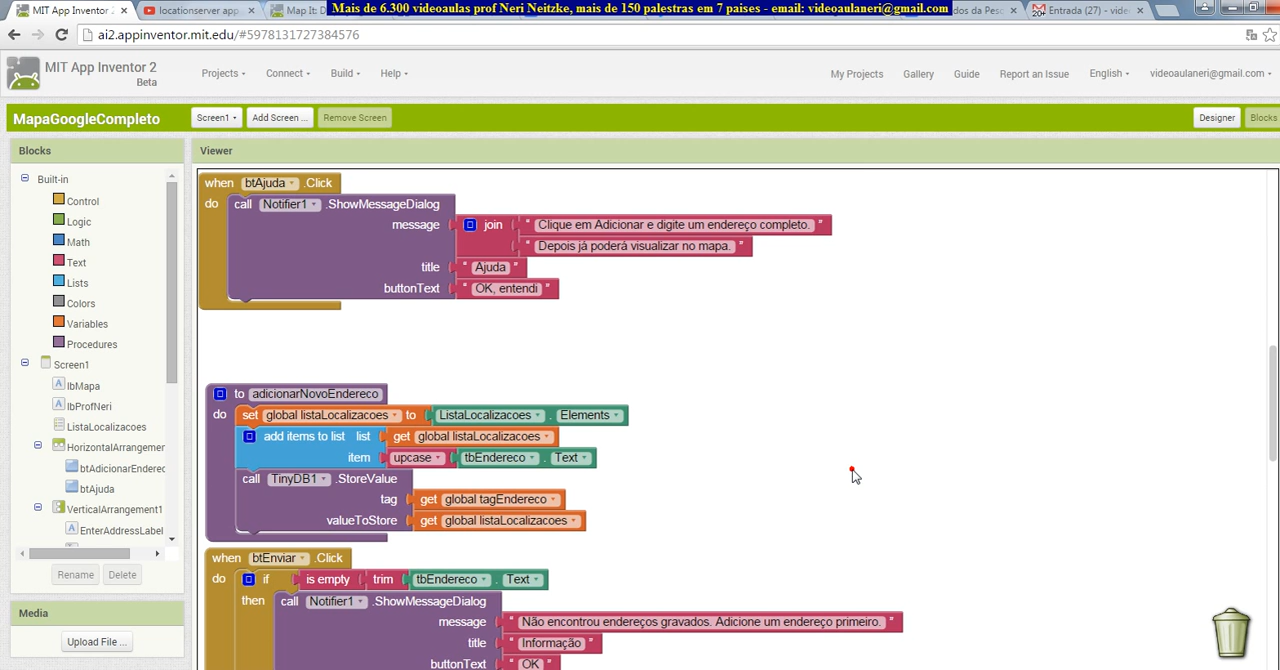 MIT App Inventor 2
locationserver app
Map It: D
Mais de 6.300 videoaulas prof Neri Neitzke, mais de 150 palestras em 7 paises - email: videoaulaneri@gmail.com
dos da Pes
Entrada (27) - vide
ai2.appinventor.mit.edu/#5978131727384576
MIT App Inventor 2
Beta
Projects
Connect
Build
Help
My Projects
Gallery
Guide
Report an Issue
English
videoaulaneri@gmail.com
MapaGoogleCompleto
Screen1
Add Screen ...
Remove Screen
Designer
Blocks
Blocks
Viewer
Built-in
Control
Logic
Math
Text
Lists
Colors
Variables
Procedures
Screen1
lbMapa
lbProfNeri
ListaLocalizacoes
HorizontalArrangemer
btAdicionarEnderec
btAjuda
VerticalArrangement1
EnterAddressLabel
Rename
Delete
Media
Upload File ...
when btAjuda .Click
do call Notifier1 .ShowMessageDialog
message join " Clique em Adicionar e digite um endereço completo. "
" Depois já poderá visualizar no mapa. "
title " Ajuda "
buttonText " OK, entendi "
to adicionarNovoEndereco
do set global listaLocalizacoes to ListaLocalizacoes . Elements
add items to list list get global listaLocalizacoes
item upcase tbEndereco . Text
call TinyDB1 .StoreValue
tag get global tagEndereco
valueToStore get global listaLocalizacoes
when btEnviar .Click
do if is empty trim tbEndereco . Text
then call Notifier1 .ShowMessageDialog
message " Não encontrou endereços gravados. Adicione um endereço primeiro. "
title " Informação "
buttonText " OK "